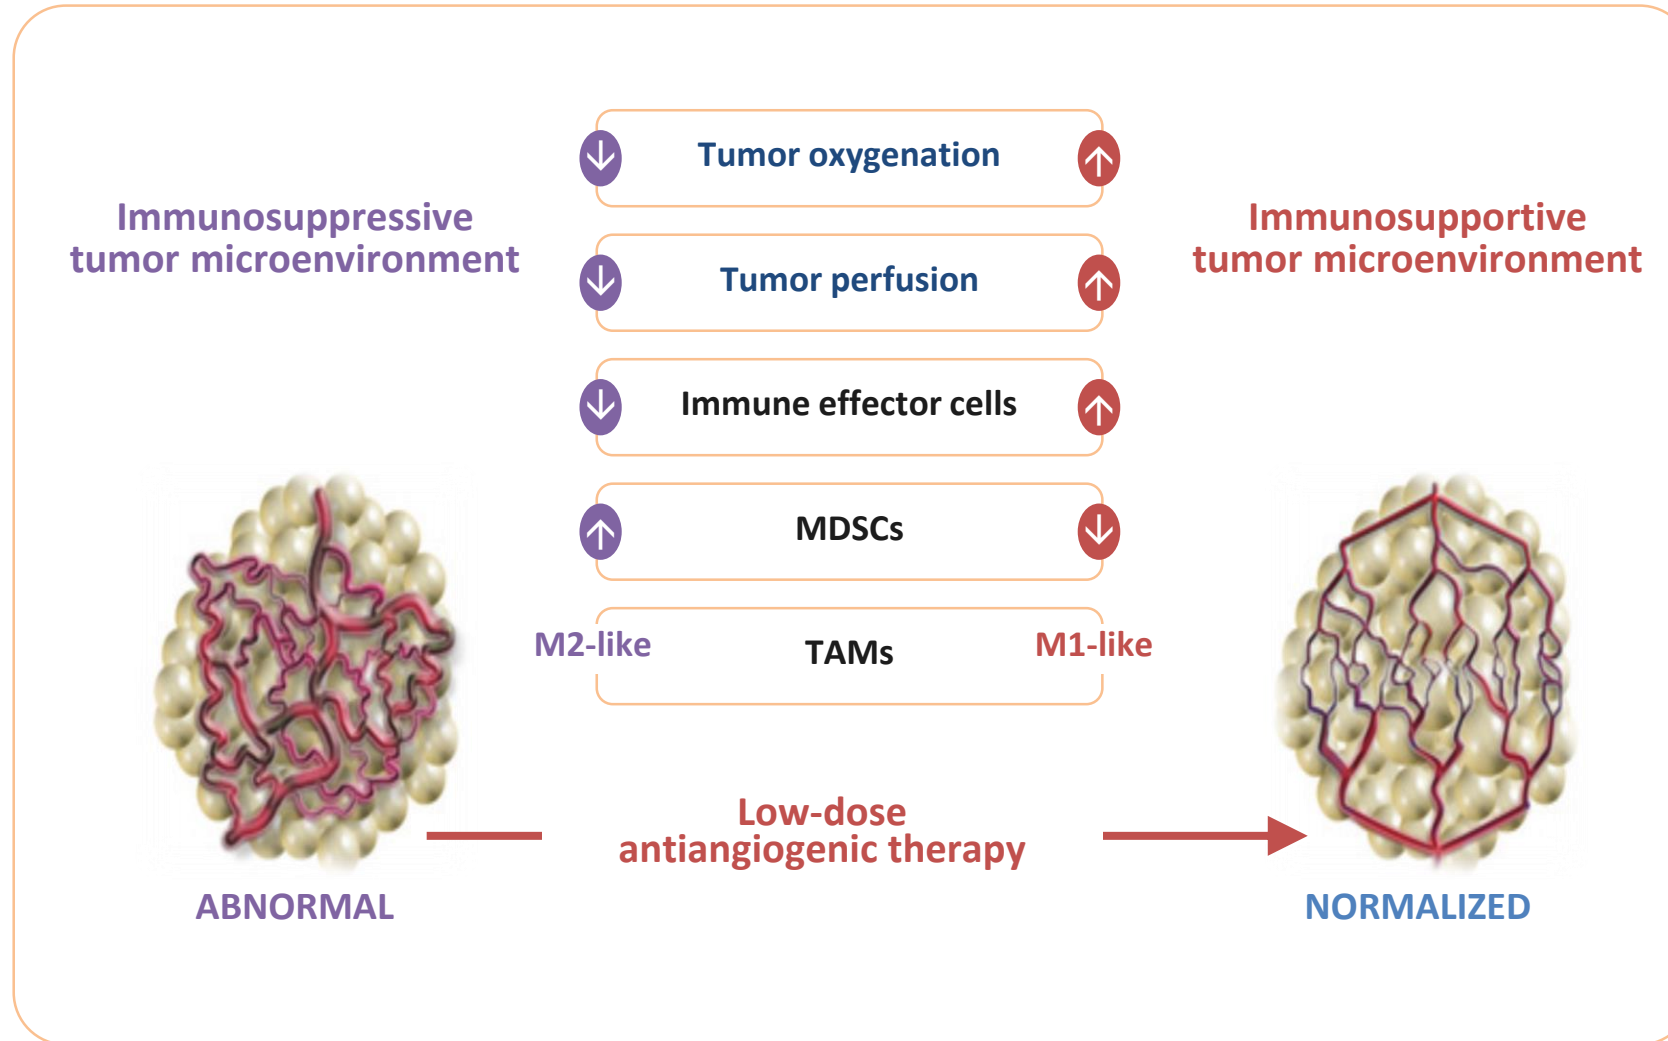 Tumor oxygenation
Immunosuppressive
tumor microenvironment
Immunosupportive
tumor microenvironment
Tumor perfusion
Immune effector cells
MDSCs
M2-like
TAMs
M1-like
Low-dose
antiangiogenic therapy
ABNORMAL
NORMALIZED